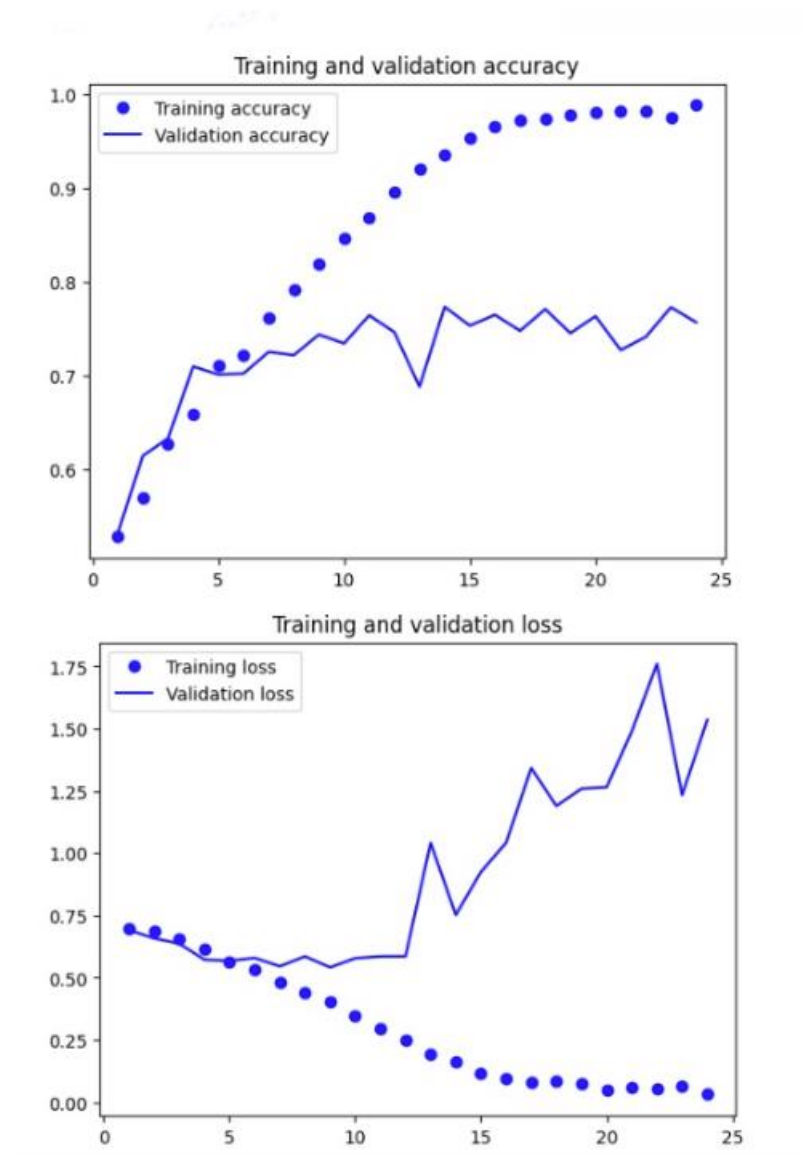 Training and validation accuracy
1.0
Training accuracy
Validation accuracy
0.9
0.8
0.7
0.6
0 5 10 15 20 25
Training and validation loss
1.75
Training loss
Validation loss
1.50
1.25
1.00
0.75
0.50
0.25
0.00
0 5 10 15 20 25